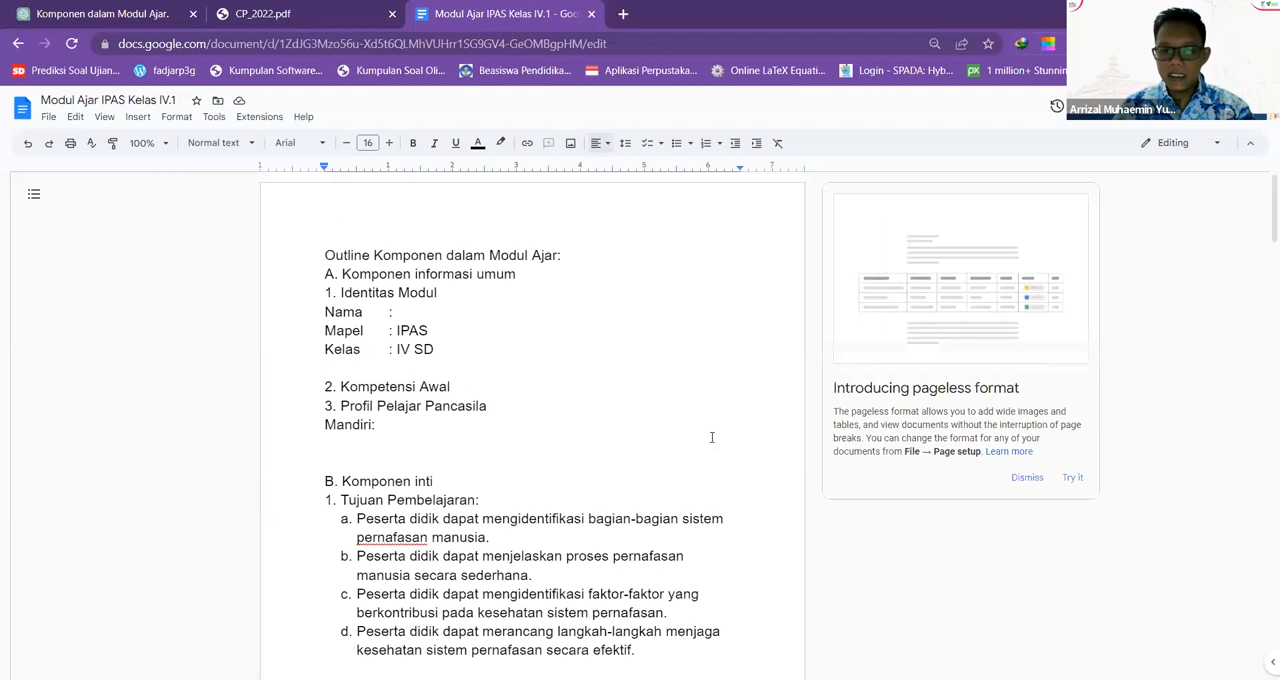 Komponen dalam Modul Ajar.
CP_2022.pdf
Modul Ajar IPAS Kelas IV.1 - Goo
docs.google.com/document/d/1ZdJG3Mzo56u-Xd5t6QLMhVUHrr1SG9GV4-GeOMBgpHM/edit
Prediksi Soal Ujian...
fadjarp3g
Kumpulan Software...
Kumpulan Soal Oli...
Beasiswa Pendidika...
Aplikasi Perpustaka...
Online LaTeX Equati...
Login - SPADA: Hyb...
1 million+ Stunnin
Arrizal Muhaemin Yu...
Modul Ajar IPAS Kelas IV.1
File Edit View Insert Format Tools Extensions Help
100% Normal text Arial 16 B I U A Editing
1 1 2 3 4 5 6 7
Outline Komponen dalam Modul Ajar:
A. Komponen informasi umum
1. Identitas Modul
Nama :
Mapel : IPAS
Kelas : IV SD
2. Kompetensi Awal
3. Profil Pelajar Pancasila
Mandiri:
B. Komponen inti
1. Tujuan Pembelajaran:
a. Peserta didik dapat mengidentifikasi bagian-bagian sistem
pernafasan manusia.
b. Peserta didik dapat menjelaskan proses pernafasan
manusia secara sederhana.
c. Peserta didik dapat mengidentifikasi faktor-faktor yang
berkontribusi pada kesehatan sistem pernafasan.
d. Peserta didik dapat merancang langkah-langkah menjaga
kesehatan sistem pernafasan secara efektif.
Introducing pageless format
The pageless format allows you to add wide images and
tables, and view documents without the interruption of page
breaks. You can change the format for any of your
documents from File → Page setup. Learn more
Dismiss Try it